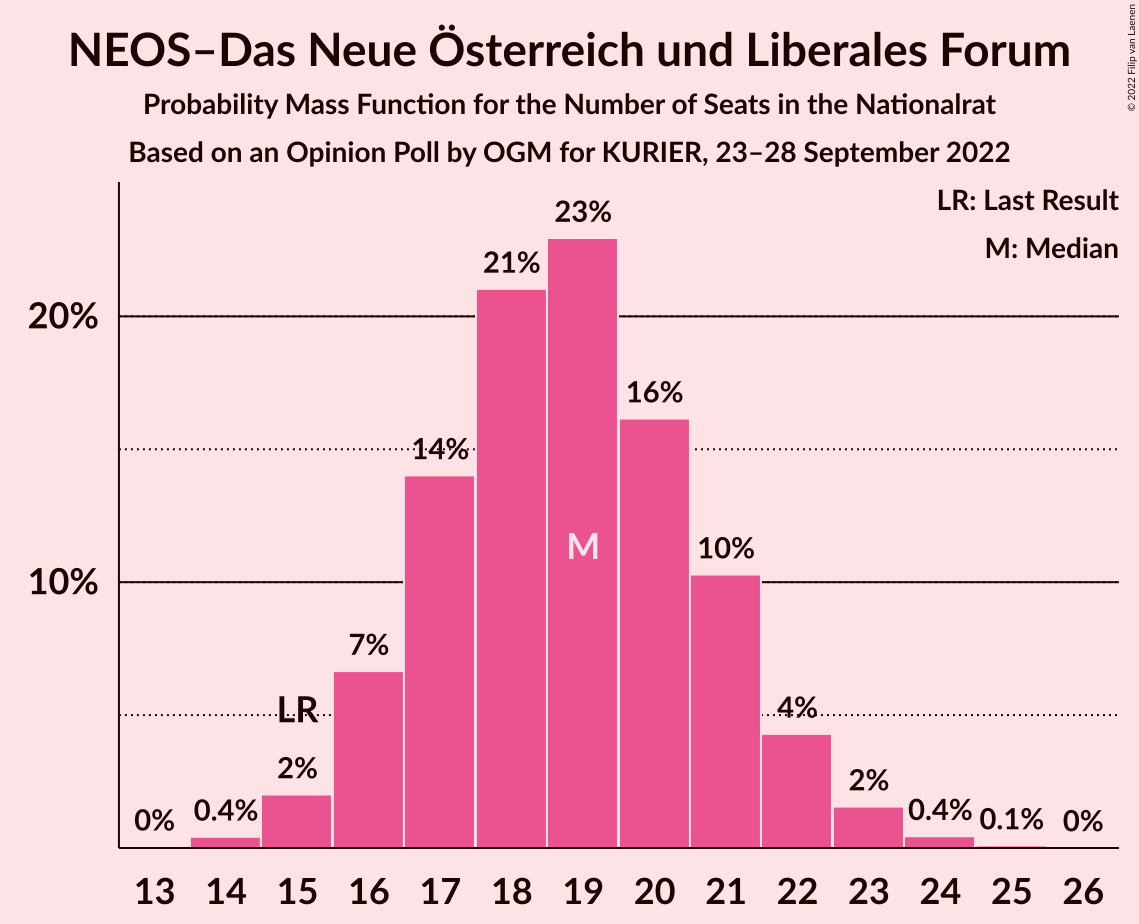 NEOS–Das Neue Österreich und Liberales Forum
Probability Mass Function for the Number of Seats in the Nationalrat
Based on an Opinion Poll by OGM for KURIER, 23–28 September 2022
© 2022 Filip van Laenen
LR: Last Result
M: Median
20%
10%
0%
0.4%
2%
LR
7%
14%
21%
23%
M
16%
10%
4%
2%
0.4%
0.1%
0%
13 14 15 16 17 18 19 20 21 22 23 24 25 26